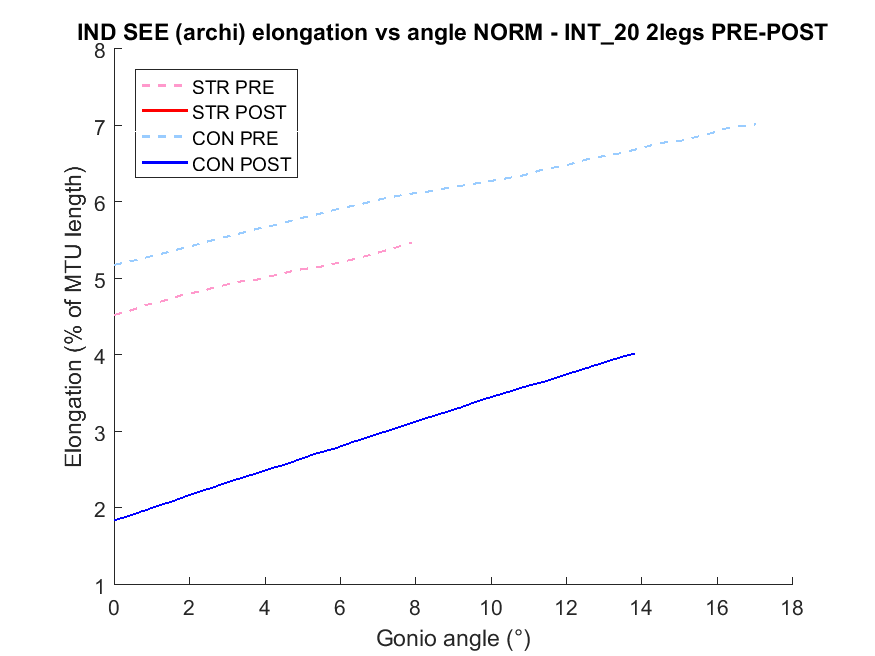 IND SEE (archi) elongation vs angle NORM - INT_20 2legs PRE-POST
8
7
6
5
4
3
2
1
Elongation (% of MTU length)
STR PRE
STR POST
CON PRE
CON POST
0 2 4 6 8 10 12 14 16 18
Gonio angle (°)